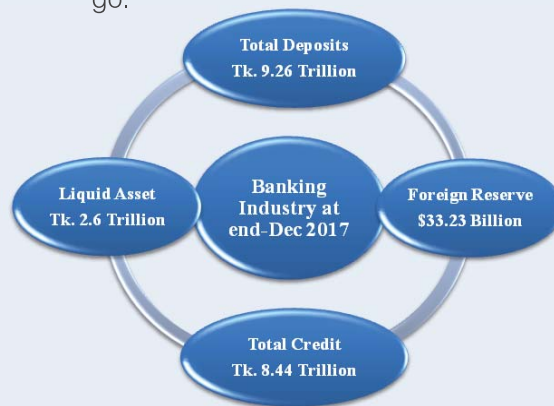 go.
Total Deposits
Tk. 9.26 Trillion
Liquid Asset
Tk. 2.6 Trillion
Banking
Industry at
end-Dec 2017
Foreign Reserve
$33.23 Billion
Total Credit
Tk. 8.44 Trillion